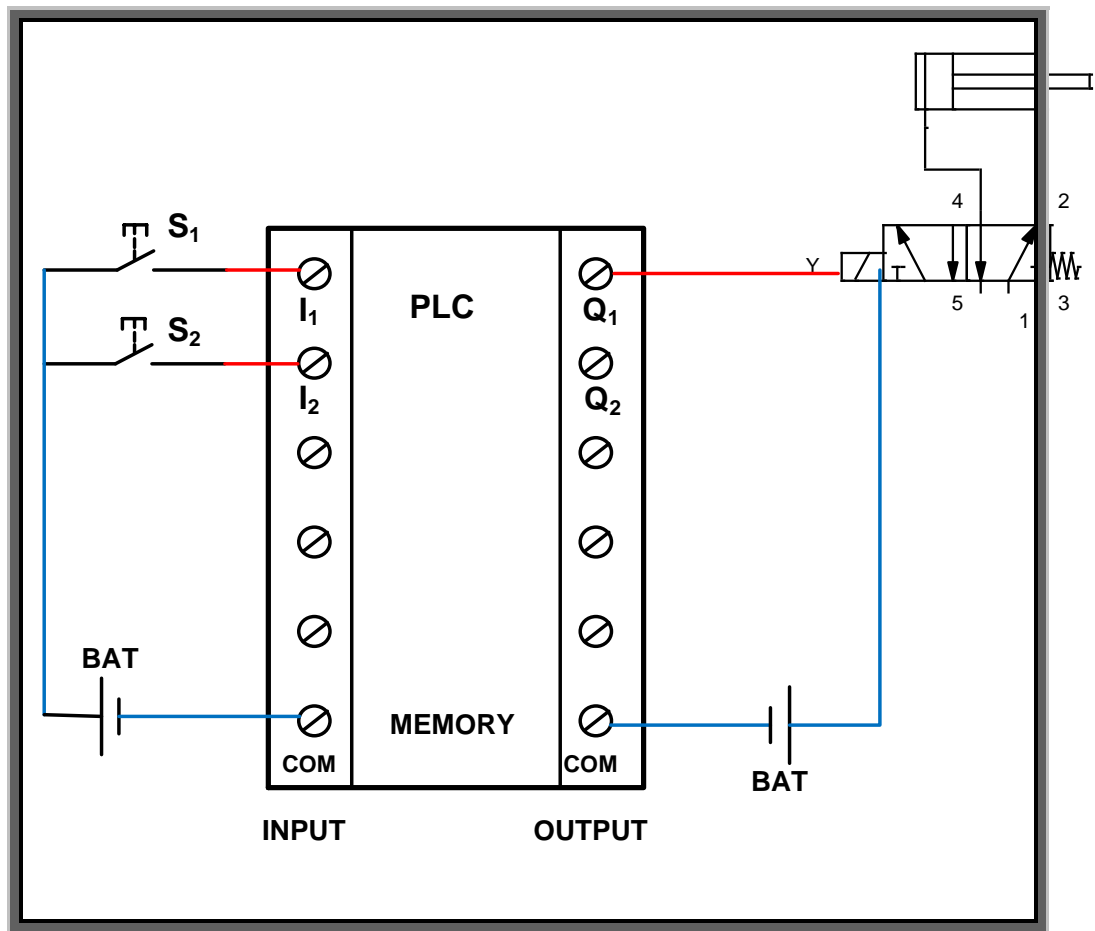 S₁
I₁
S₂
I₂
BAT
COM
INPUT
PLC
MEMORY
Q₁
Q₂
COM
OUTPUT
BAT
Y
4
2
5
1
3